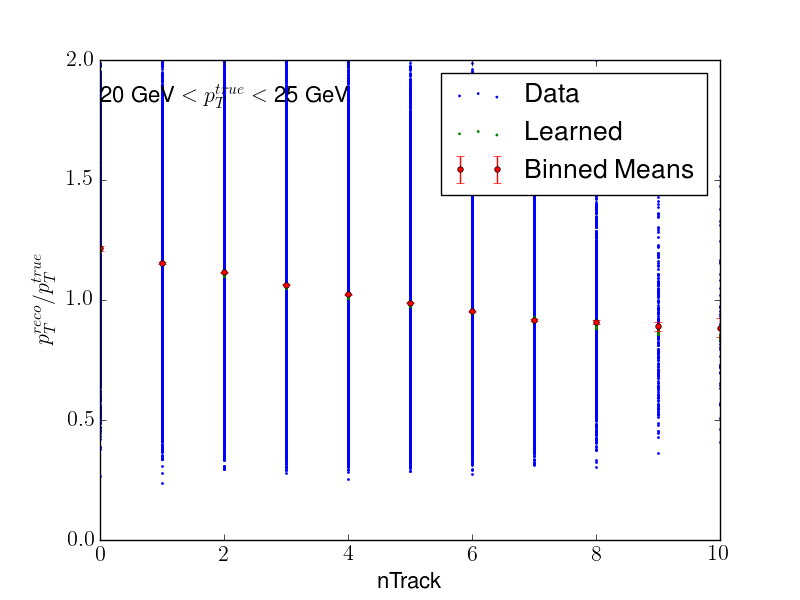 2.0
20 GeV < p_T^{true} < 25 GeV
Data
Learned
Binned Means
1.5
1.0
0.5
0.0
p_T^{reco}/p_T^{true}
0 2 4 6 8 10
nTrack